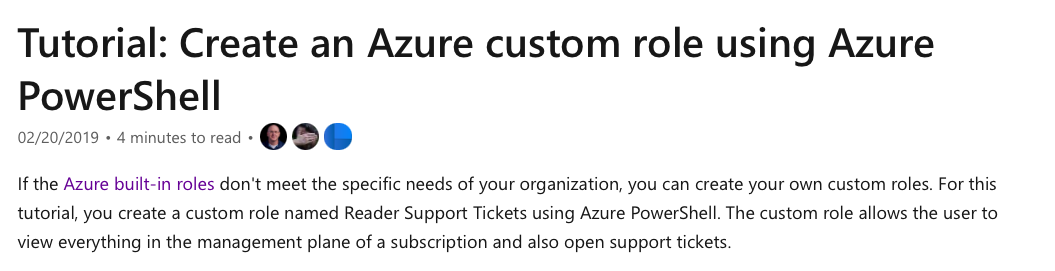 Tutorial: Create an Azure custom role using Azure
PowerShell
02/20/2019 • 4 minutes to read •
If the Azure built-in roles don't meet the specific needs of your organization, you can create your own custom roles. For this
tutorial, you create a custom role named Reader Support Tickets using Azure PowerShell. The custom role allows the user to
view everything in the management plane of a subscription and also open support tickets.